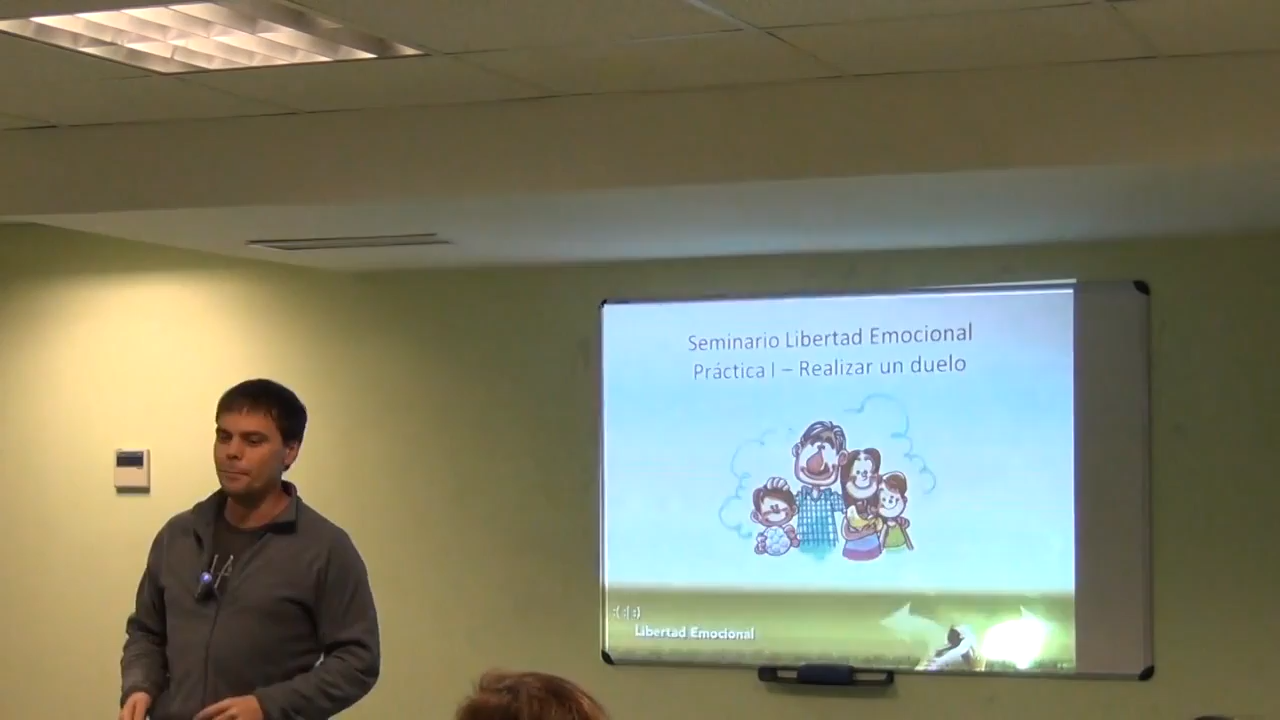 Seminario Libertad Emocional
Práctica I – Realizar un duelo
:( :| :)
Libertad Emocional